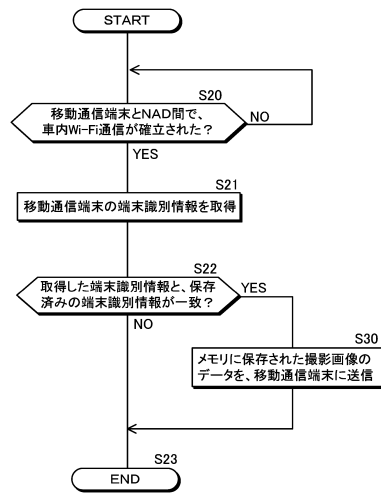 START
S20
移動通信端末とNAD間で、
車内Wi-Fi通信が確立された？
NO
YES
S21
移動通信端末の端末識別情報を取得
S22
取得した端末識別情報と、保存
済みの端末識別情報が一致？
YES
NO
S30
メモリに保存された撮影画像の
データを、移動通信端末に送信
S23
END